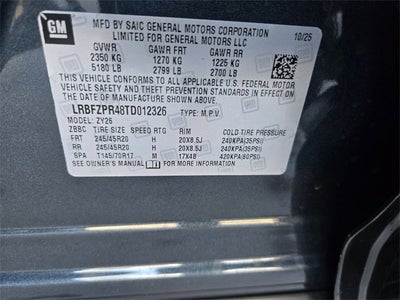 GM MFD BY SAIC GENERAL MOTORS CORPORATION 10/25
LIMITED FOR GENERAL MOTORS LLC
GVWR GAWR FRT GAWR RR
2350 KG 1270 KG 1225 KG
5180 LB 2799 LB 2700 LB
THIS VEHICLE CONFORMS TO ALL APPLICABLE U.S. FEDERAL MOTOR
VEHICLE SAFETY AND THEFT PREVENTION STANDARDS
IN EFFECT ON THE DATE OF MANUFACTURE SHOWN ABOVE.
LRBFZPR48TD012326 TYPE: M.P.V
ZBBC ZY26
TIRE SIZE SPEED RTG RIM COLD TIRE PRESSURE
FRT 245/45R20 H 20X8.5J 240KPA(35PSI)
RR 245/45R20 H 20X8.5J 240KPA(35PSI)
SPA T145/70R17 M 17X4B 420KPA(60PSI)
SEE OWNER'S MANUAL FOR ADDITIONAL INFORMATION